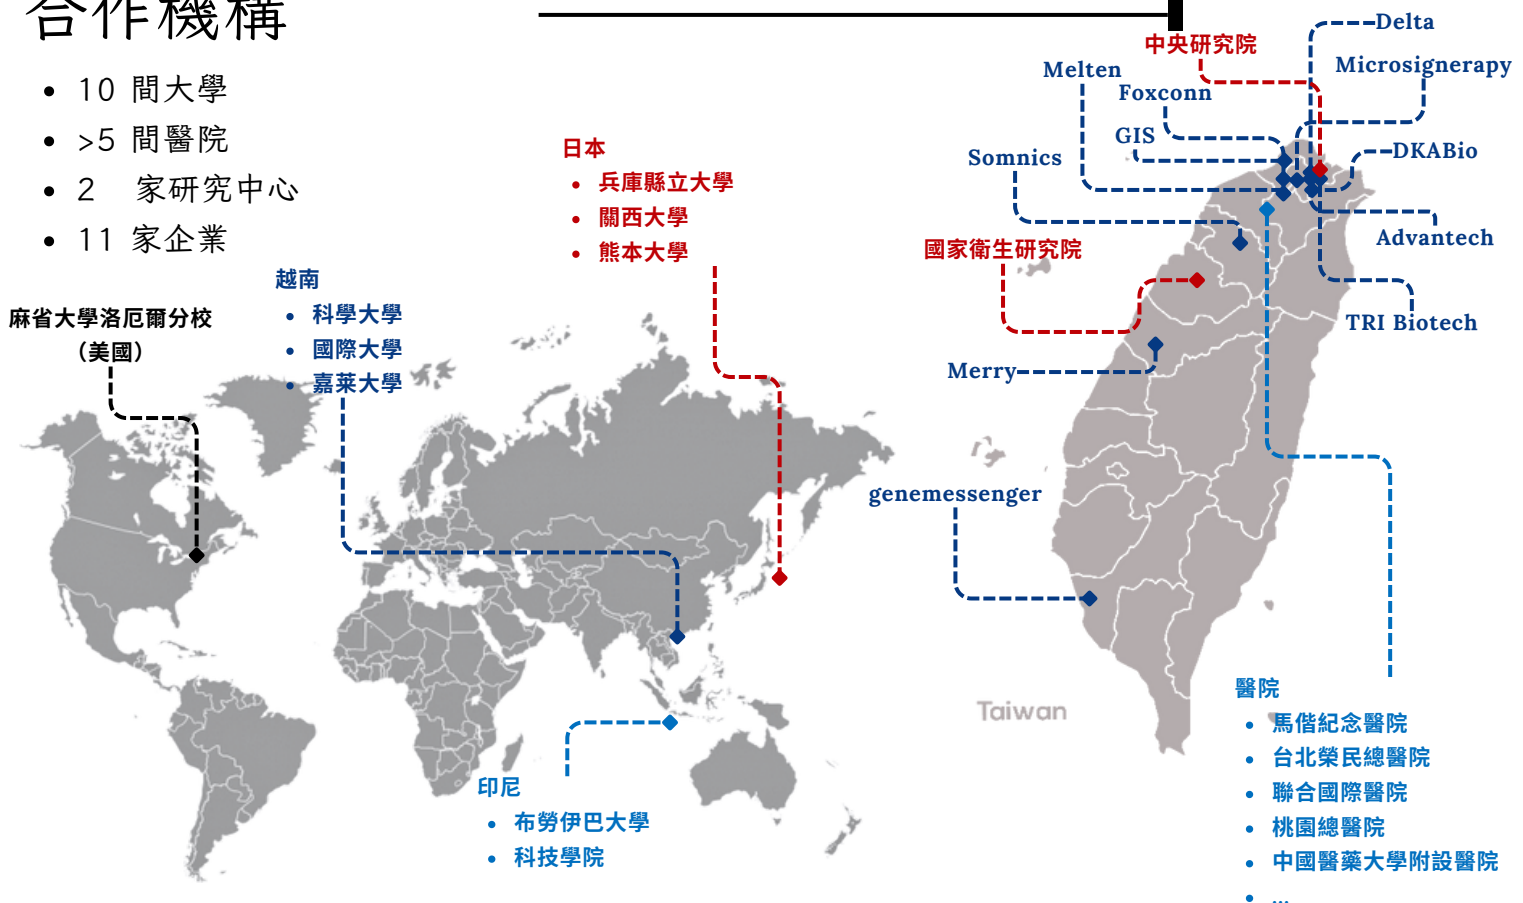 合作機構
10 間大學
>5 間醫院
2 家研究中心
11 家企業
麻省大學洛厄爾分校
（美國）
越南
科學大學
國際大學
嘉萊大學
日本
兵庫縣立大學
關西大學
熊本大學
印尼
布勞伊巴大學
科技學院
中央研究院
Delta
Melten
Microsignerapy
Foxconn
GIS
DKABio
Somnics
Advantech
國家衛生研究院
TRI Biotech
Merry
genemessenger
Taiwan
醫院
馬偕紀念醫院
台北榮民總醫院
聯合國際醫院
桃園總醫院
中國醫藥大學附設醫院
...